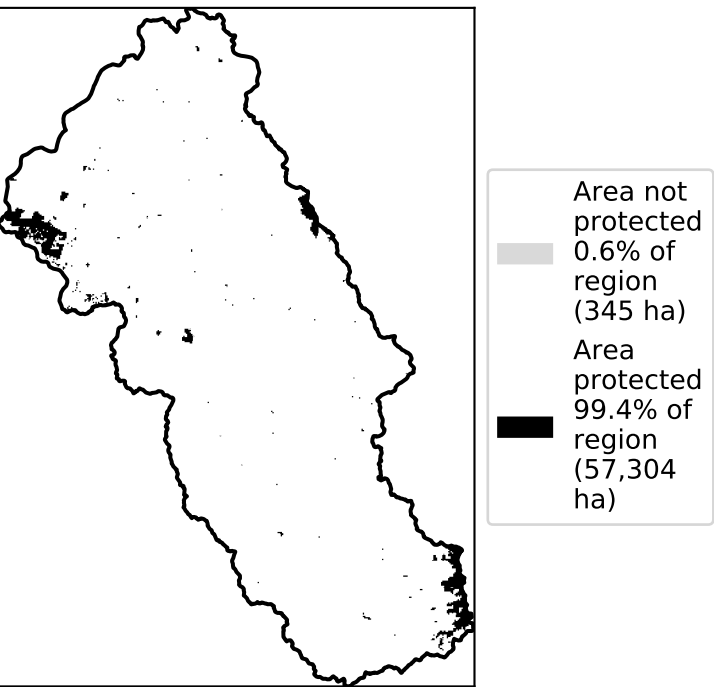 Area not
protected
0.6% of
region
(345 ha)
Area
protected
99.4% of
region
(57,304
ha)